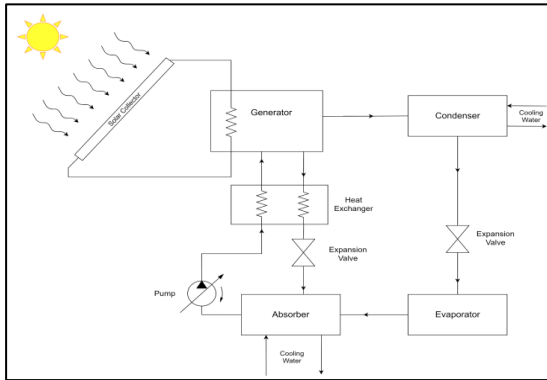 Solar Collector
Generator
Condenser
Cooling
Water
Heat
Exchanger
Expansion
Valve
Expansion
Valve
Pump
Absorber
Evaporator
Cooling
Water